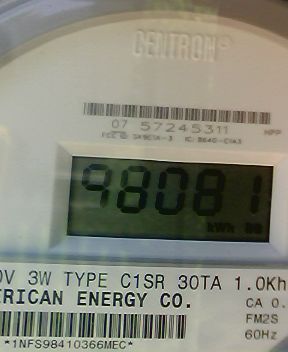 CENTRON®
07 57245311
98081
kWh
0V 3W TYPE C1SR 30TA 1.0Kh
ERICAN ENERGY CO. CA 0.
FM2S
60Hz
*1NFS98410366MEC*